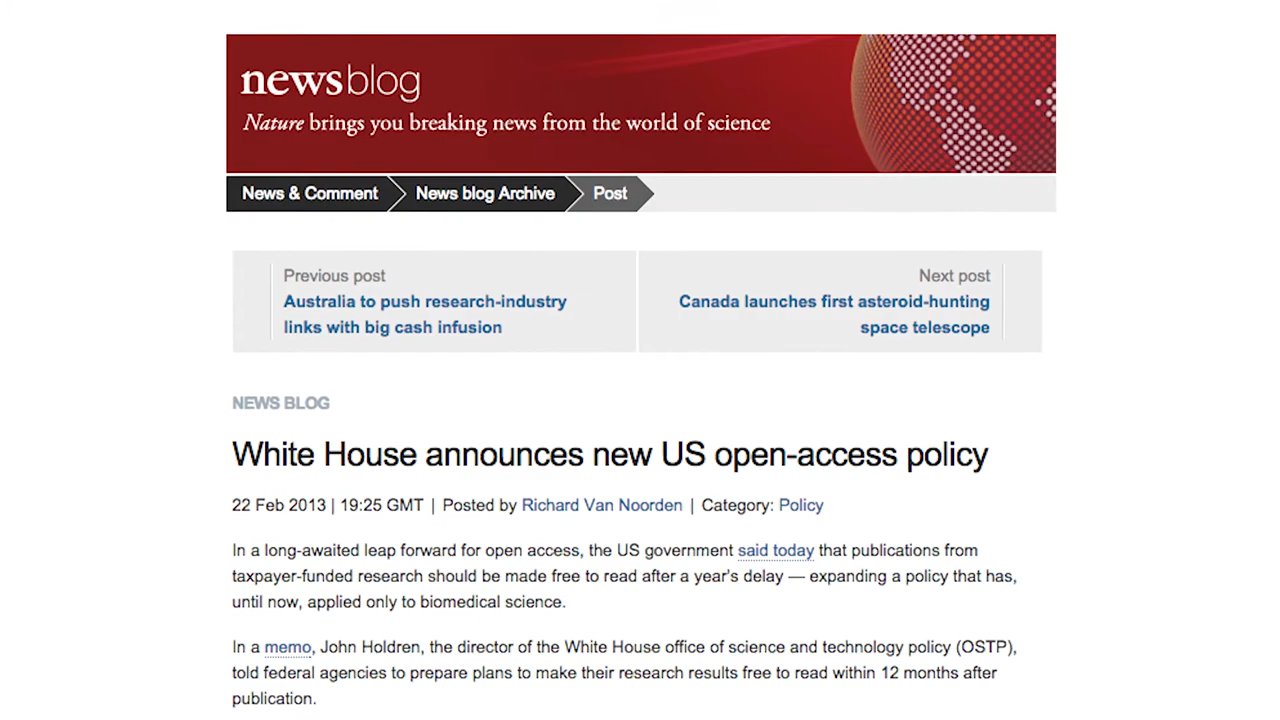 newsblog
Nature brings you breaking news from the world of science
News & Comment News blog Archive Post
Previous post
Australia to push research-industry
links with big cash infusion
Next post
Canada launches first asteroid-hunting
space telescope
NEWS BLOG
White House announces new US open-access policy
22 Feb 2013 | 19:25 GMT | Posted by Richard Van Noorden | Category: Policy
In a long-awaited leap forward for open access, the US government said today that publications from
taxpayer-funded research should be made free to read after a year's delay — expanding a policy that has,
until now, applied only to biomedical science.
In a memo, John Holdren, the director of the White House office of science and technology policy (OSTP),
told federal agencies to prepare plans to make their research results free to read within 12 months after
publication.